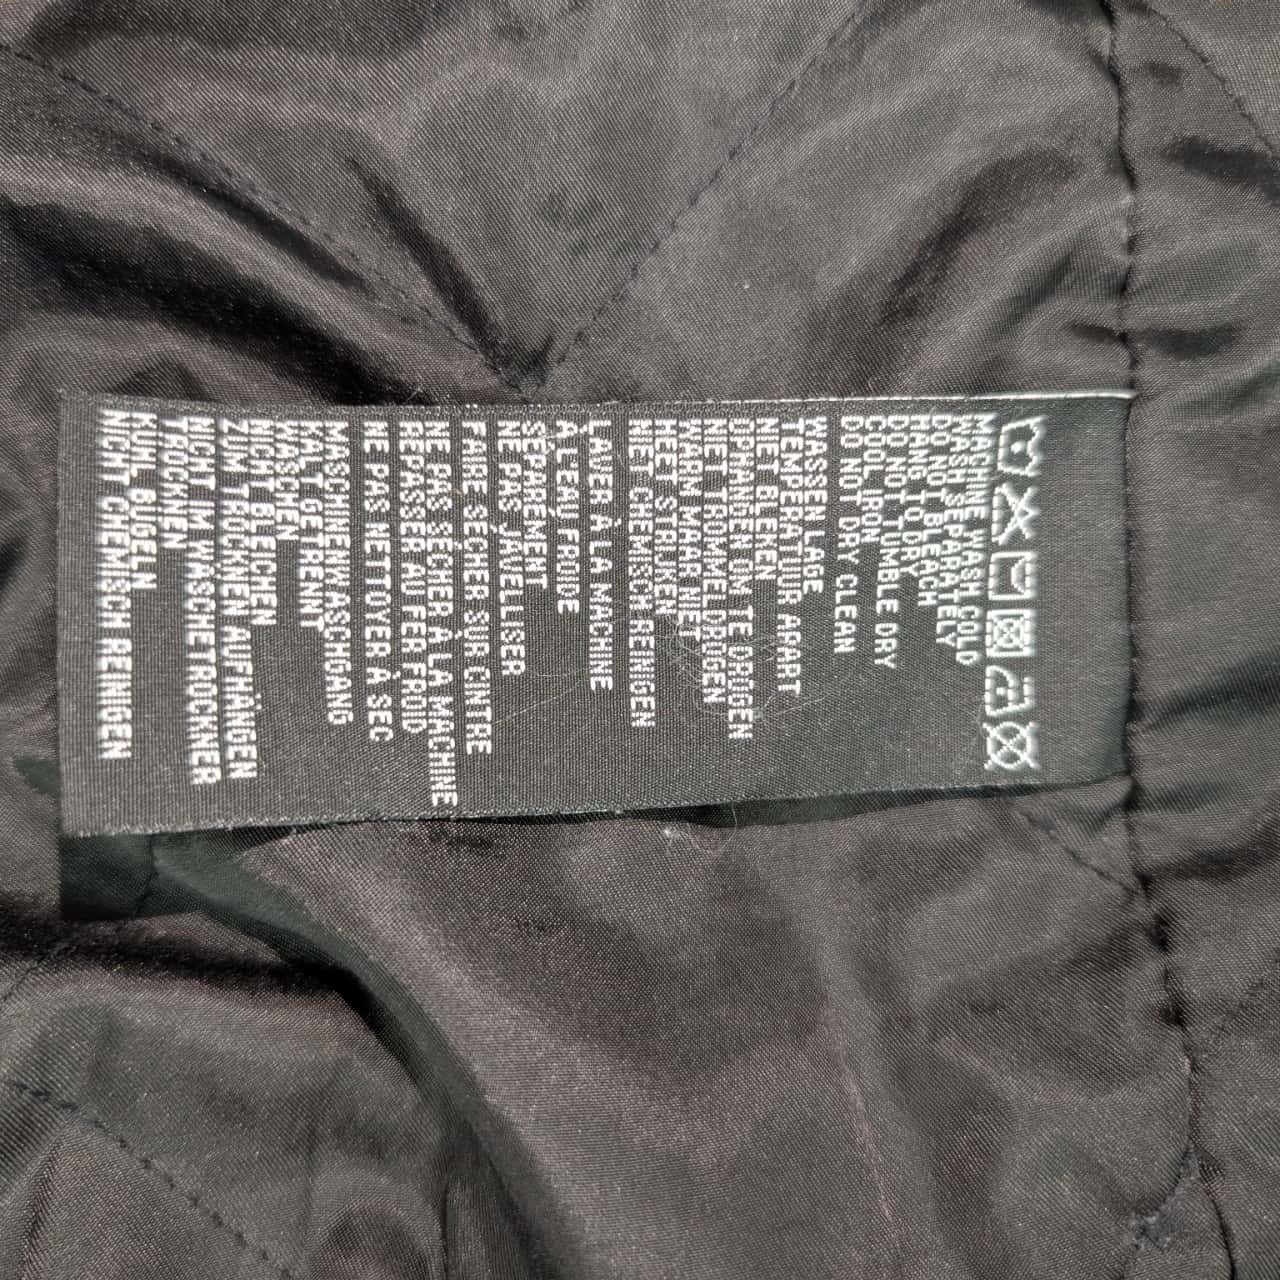 MACHINE WASH COLD
WASH SEPARATELY
DO NOT BLEACH
HANG TO DRY
DO NOT TUMBLE DRY
COOL IRON
DO NOT DRY CLEAN
WASSEN LAGE
TEMPERATUUR APART
NIET BLEKEN
OPHANGEN OM TE DROGEN
NIET TROMMELDROGEN
WARM MAAR NIET
HEET STRIJKEN
NIET CHEMISCH REINIGEN
LAVER À LA MACHINE
À L'EAU FROIDE
SÉPARÉMENT
NE PAS JAVELLISER
FAIRE SÉCHER SUR CINTRE
NE PAS SÉCHER À LA MACHINE
REPASSER AU FER FROID
NE PAS NETTOYER À SEC
MASCHINENWASCHGANG
KALT GETRENNT
WASCHEN
NICHT BLEICHEN
ZUM TROCKNEN AUFHÄNGEN
NICHT IM WÄSCHETROCKNER
TROCKNEN
KÜHL BÜGELN
NICHT CHEMISCH REINIGEN